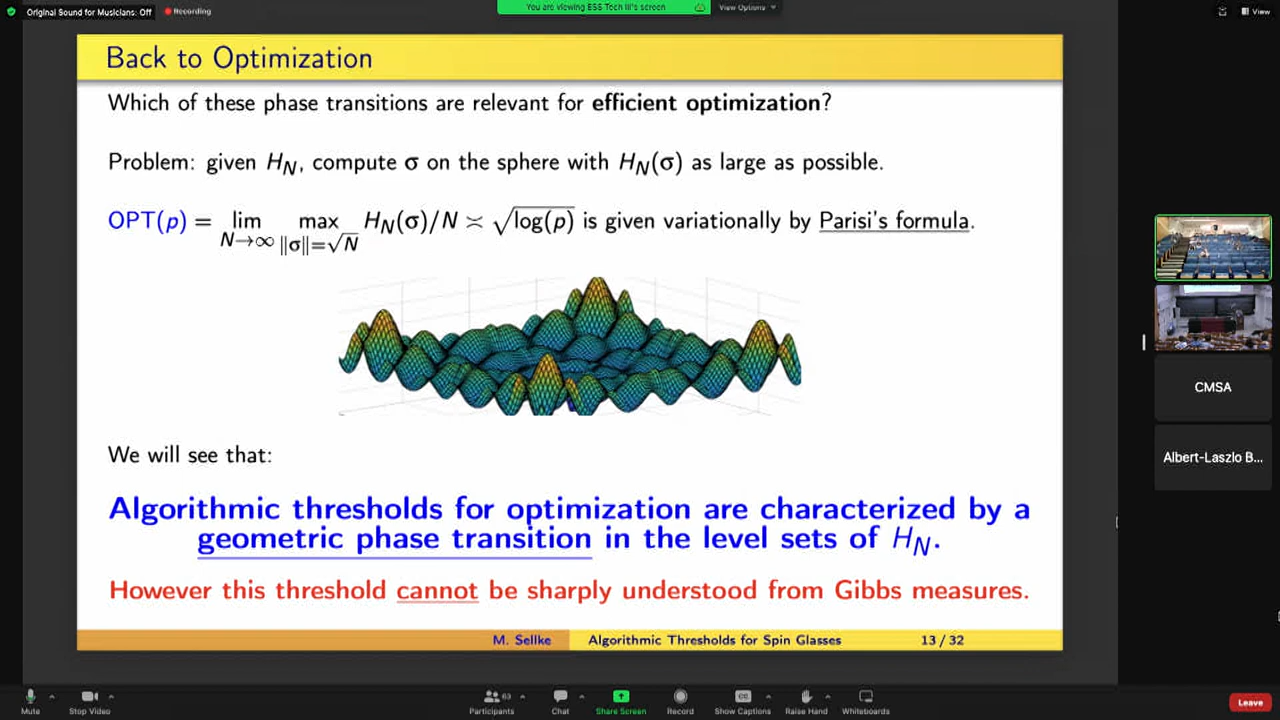 Original Sound for Musicians: Off
Recording
You are viewing ESS Tech III's screen
View Options
View
Back to Optimization
Which of these phase transitions are relevant for efficient optimization?
Problem: given H_N, compute σ on the sphere with H_N(σ) as large as possible.
OPT(p) = lim_{N→∞} max_{||σ||=√N} H_N(σ)/N ≍ √log(p) is given variationally by Parisi's formula.
We will see that:
Algorithmic thresholds for optimization are characterized by a
geometric phase transition in the level sets of H_N.
However this threshold cannot be sharply understood from Gibbs measures.
M. Sellke
Algorithmic Thresholds for Spin Glasses
13 / 32
CMSA
Albert-Laszlo B...
Mute
Stop Video
Participants
63
Chat
Share Screen
Record
CC
Show Captions
Raise Hand
Whiteboards
Leave